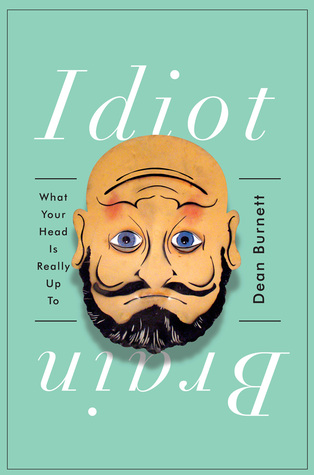 Idiot
What
Your
Head
Is
Really
Up
To
Dean Burnett
Brain